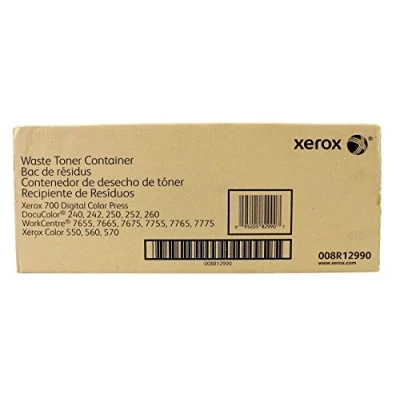 xerox
Waste Toner Container
Bac de résidus
Contenedor de desecho de tóner
Recipiente de Resíduos
Xerox 700 Digital Color Press
DocuColor® 240, 242, 250, 252, 260
WorkCentre® 7655, 7665, 7675, 7755, 7765, 7775
Xerox Color 550, 560, 570
008R12990
008R12990
www.xerox.com